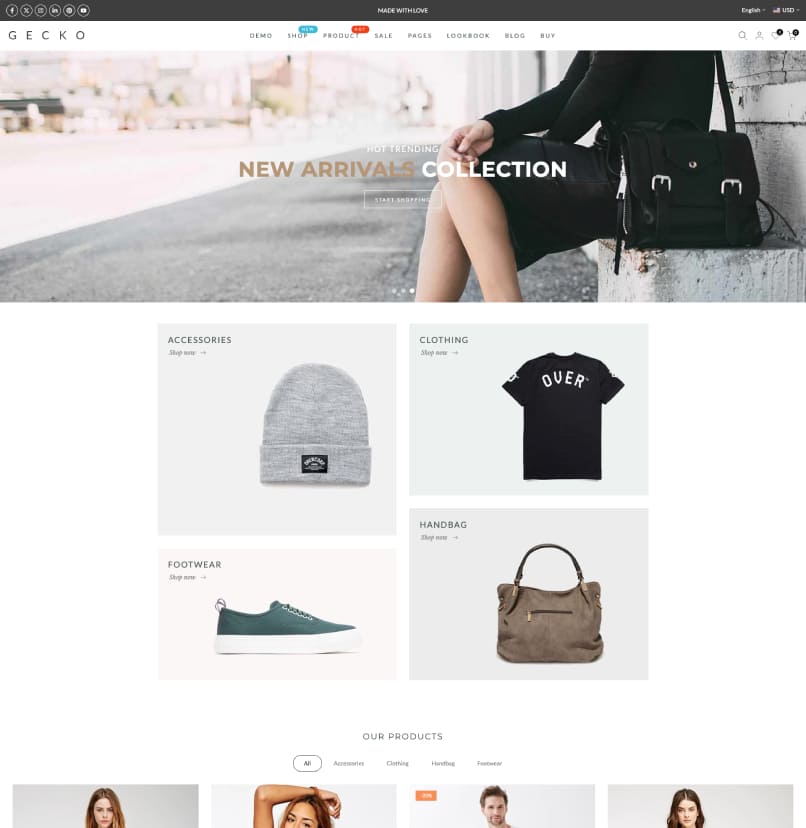 MADE WITH LOVE
English
USD
GECKO
DEMO
SHOP
NEW
PRODUCT
HOT
SALE
PAGES
LOOKBOOK
BLOG
BUY
0
0
HOT TRENDING
NEW ARRIVALS COLLECTION
START SHOPPING
ACCESSORIES
Shop now →
CLOTHING
Shop now →
OVER
HANDBAG
Shop now →
FOOTWEAR
Shop now →
OUR PRODUCTS
All
Accessories
Clothing
Handbag
Footwear